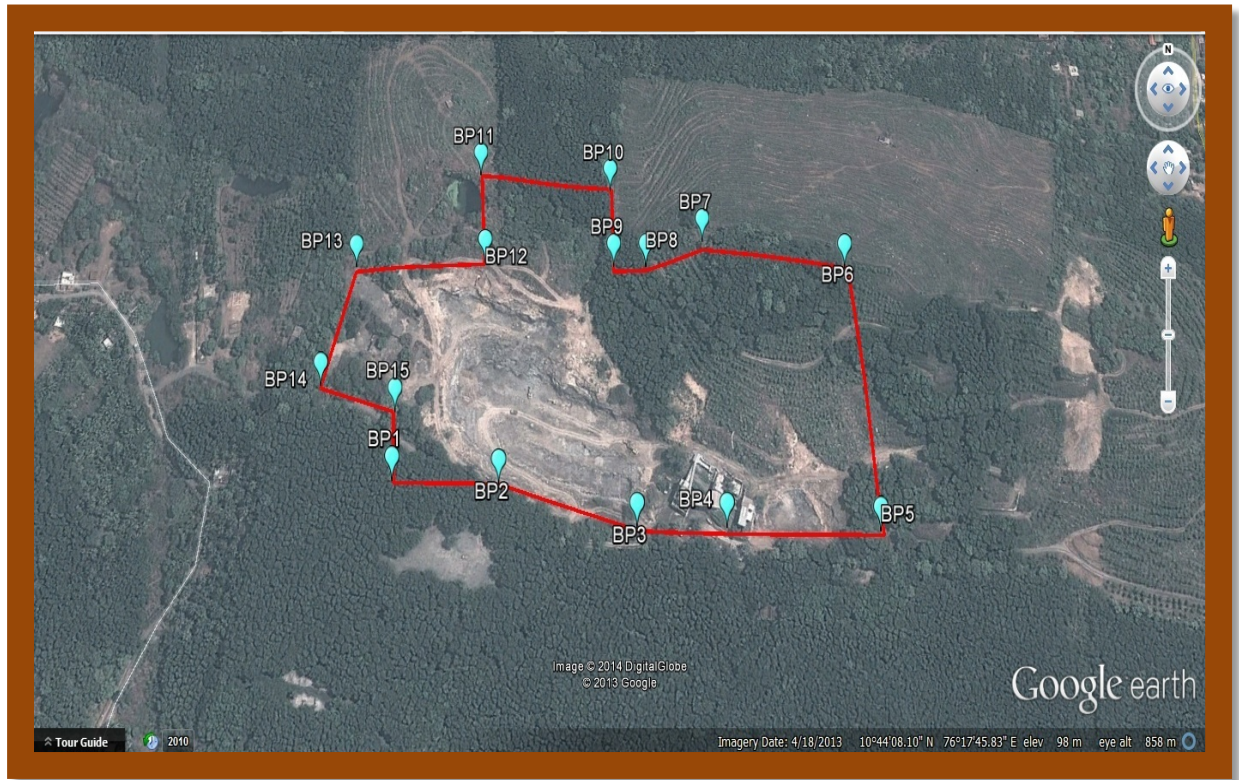 N
BP11
BP10
BP7
BP9
BP8
BP13
BP12
BP6
BP15
BP14
BP1
BP2
BP4
BP5
BP3
Image © 2014 DigitalGlobe
© 2013 Google
Google earth
Tour Guide
2010
Imagery Date: 4/18/2013 10°44'08.10" N 76°17'45.83" E elev 98 m eye alt 858 m